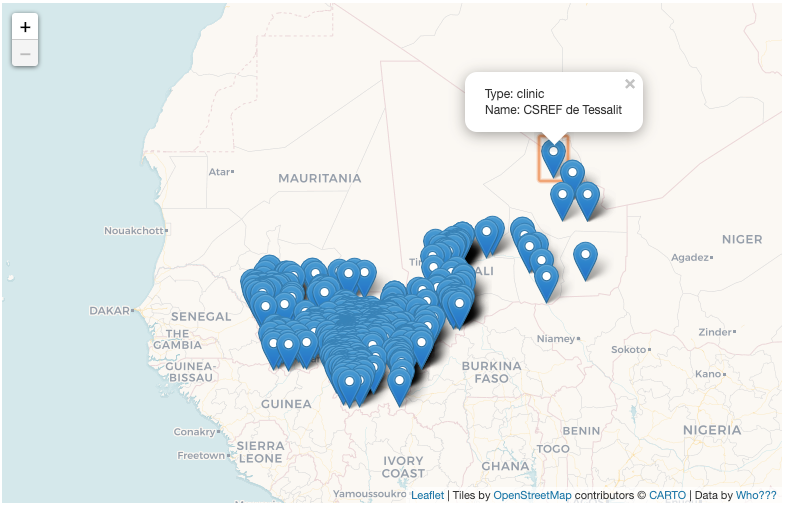 +
−
Type: clinic
Name: CSREF de Tessalit
×
Atar
MAURITANIA
Nouakchott
NIGER
Agadez
DAKAR
SENEGAL
THE
GAMBIA
GUINEA-
BISSAU
Niamey
Zinder
Sokoto
BURKINA
FASO
Kano
GUINEA
Conakry
SIERRA
LEONE
Freetown
IVORY
COAST
BENIN
TOGO
GHANA
NIGERIA
Yamoussoukro
Leaflet | Tiles by OpenStreetMap contributors © CARTO | Data by Who???